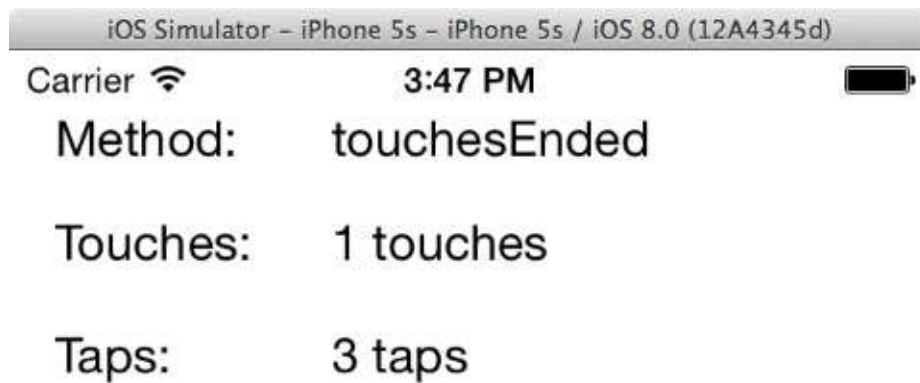 iOS Simulator – iPhone 5s – iPhone 5s / iOS 8.0 (12A4345d)
Carrier 3:47 PM
Method: touchesEnded
Touches: 1 touches
Taps: 3 taps